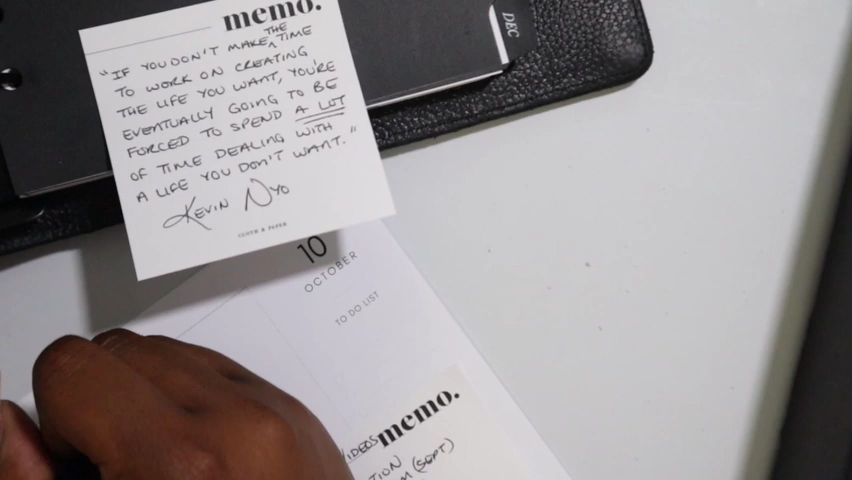 memo.
"IF YOU DON'T MAKE THE TIME
TO WORK ON CREATING
THE LIFE YOU WANT, YOU'RE
EVENTUALLY GOING TO BE
FORCED TO SPEND A LOT
OF TIME DEALING WITH
A LIFE YOU DON'T WANT."
KEVIN NYO
CLOTH & PAPER
DEC
10
OCTOBER
TO DO LIST
memo.
VIDEOS
(SEPT)